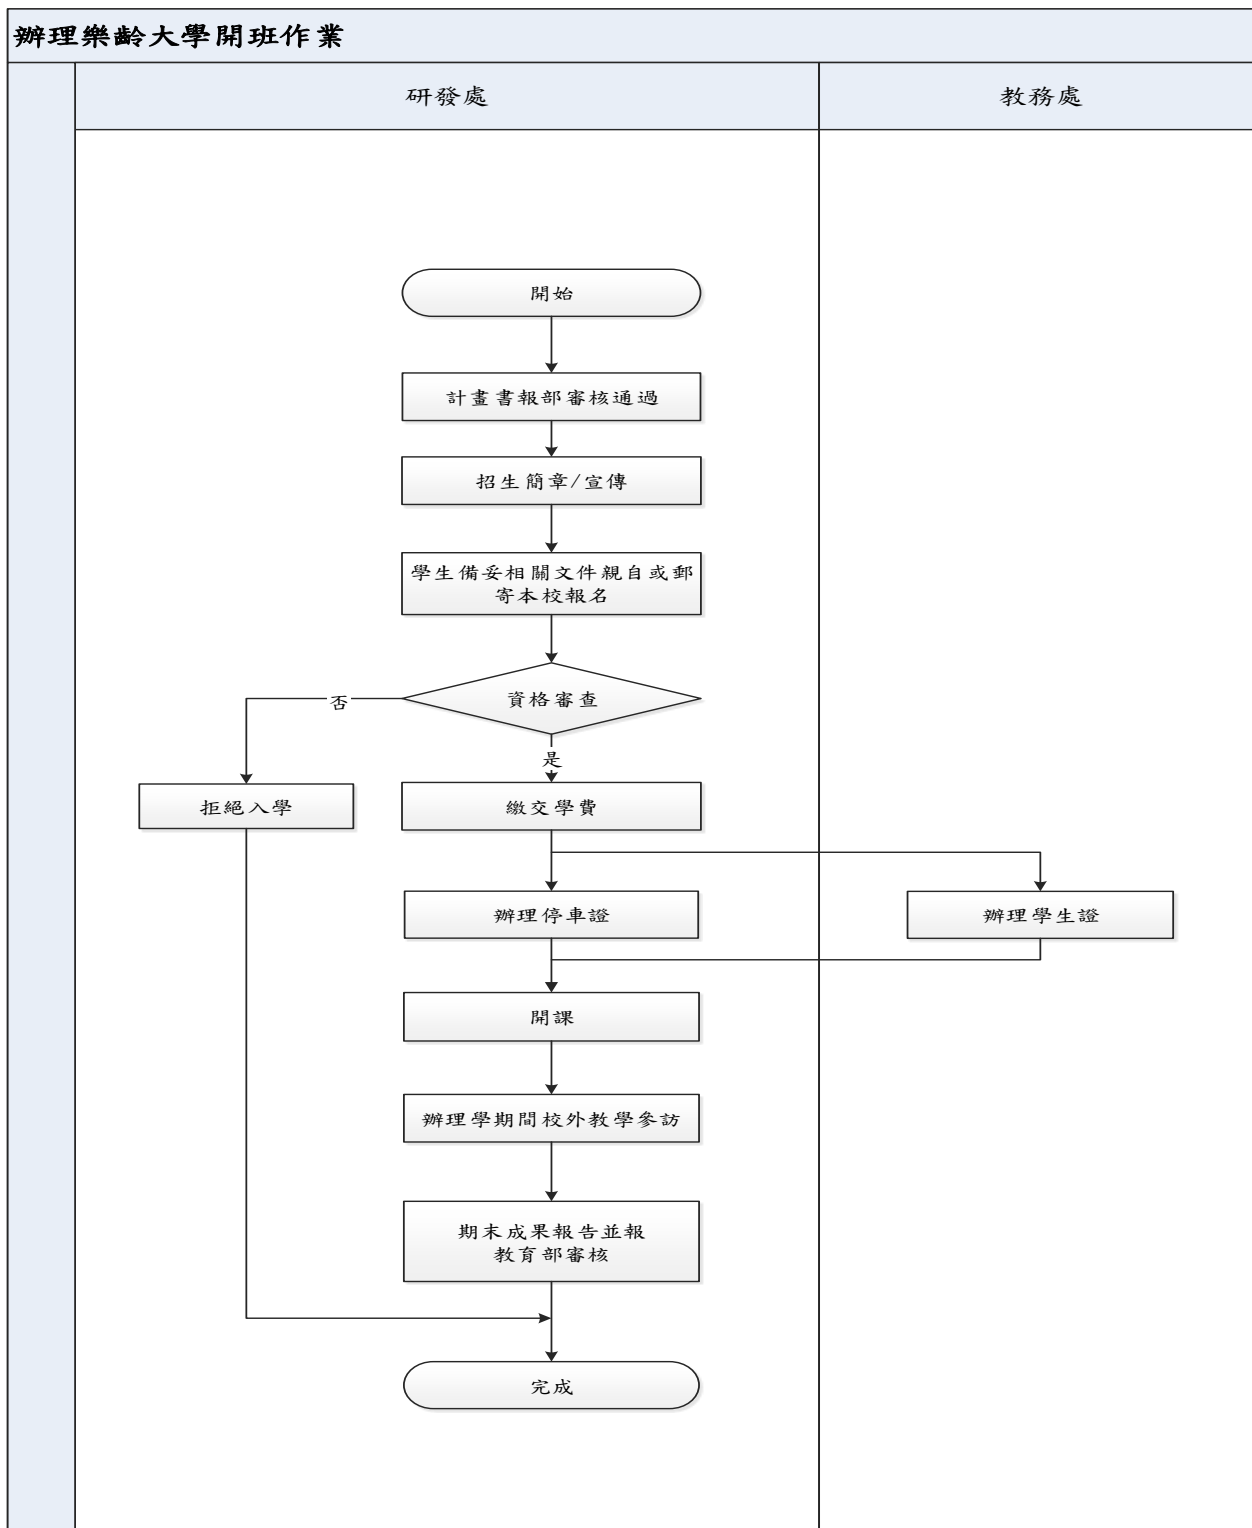 辦理樂齡大學開班作業
研發處
教務處
開始
計畫書報部審核通過
招生簡章/宣傳
學生備妥相關文件親自或郵
寄本校報名
資格審查
否
是
拒絕入學
繳交學費
辦理停車證
辦理學生證
開課
辦理學期間校外教學參訪
期末成果報告並報
教育部審核
完成